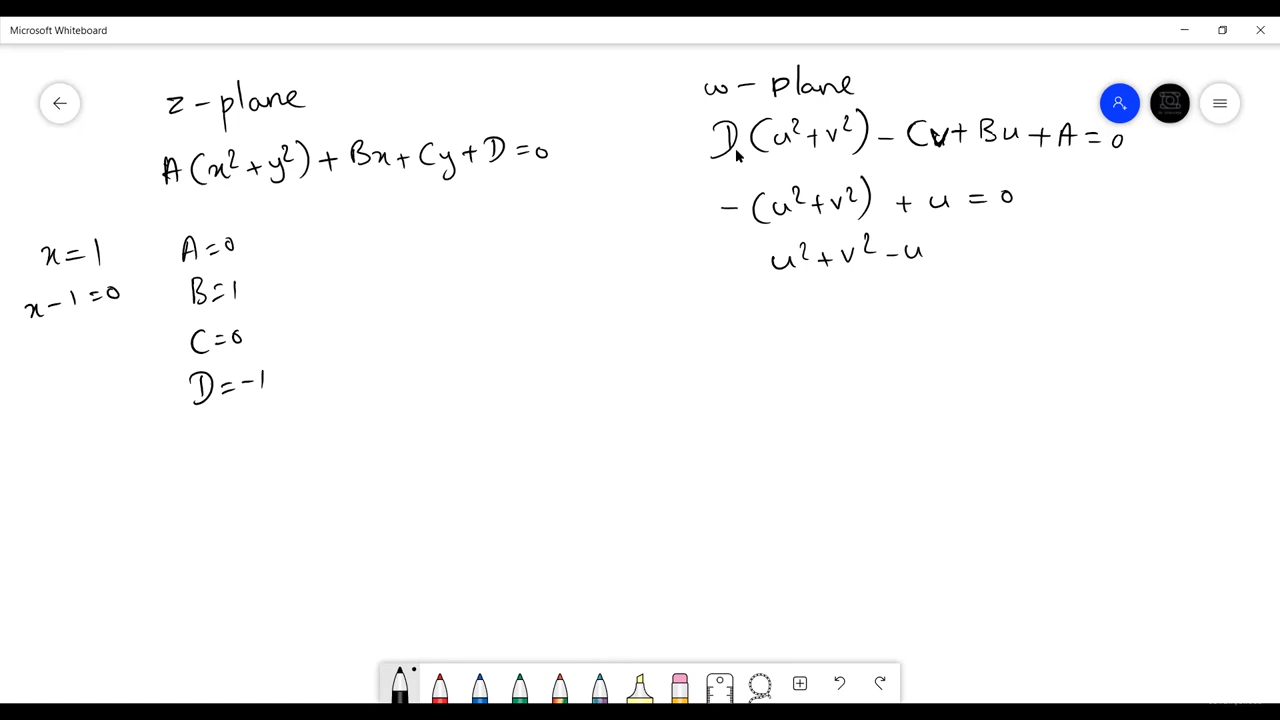 Microsoft Whiteboard
z - plane
A(x² + y²) + Bx + Cy + D = 0
x = 1
x - 1 = 0
A = 0
B = 1
C = 0
D = -1
w - plane
D(u² + v²) - Cv + Bu + A = 0
- (u² + v²) + u = 0
u² + v² - u